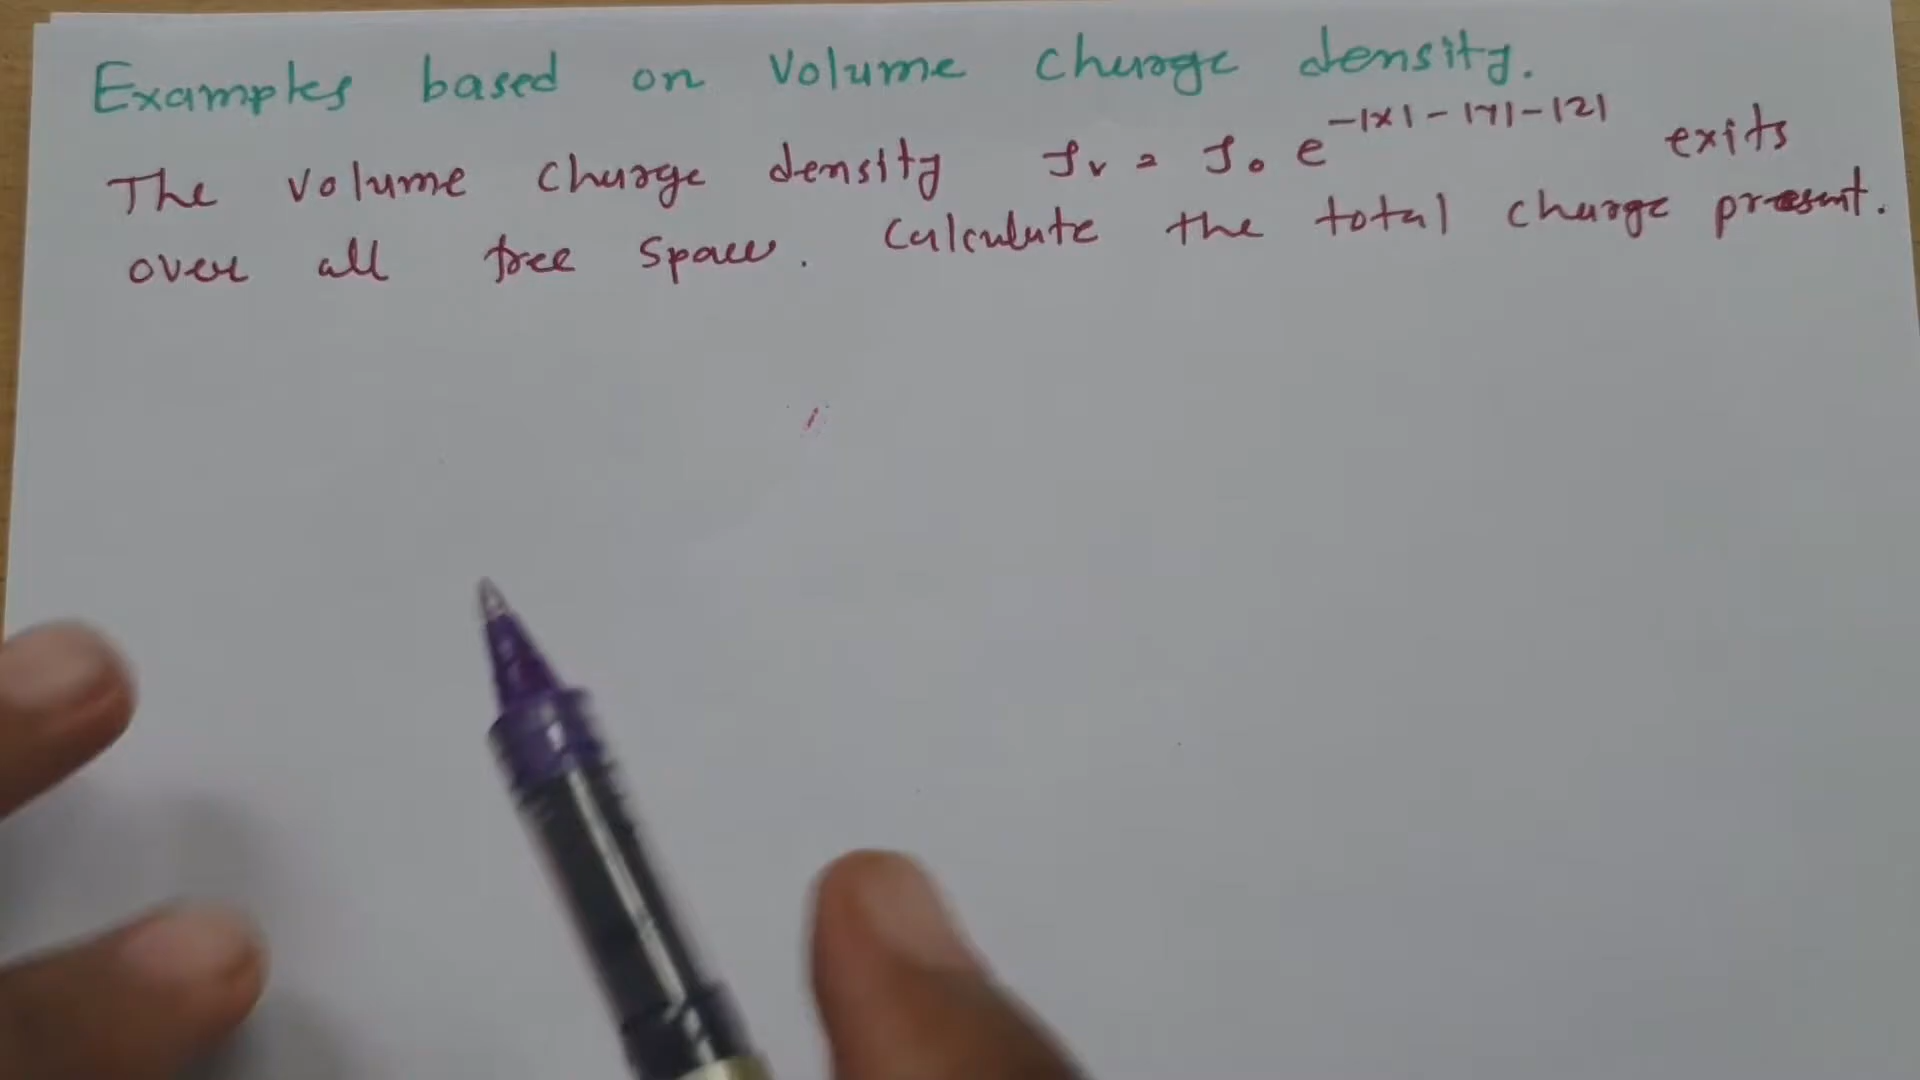 Examples based on Volume charge density.
The volume charge density ρv = ρ₀ e^-|x|-|y|-|z| exits
over all free space. Calculate the total charge present.